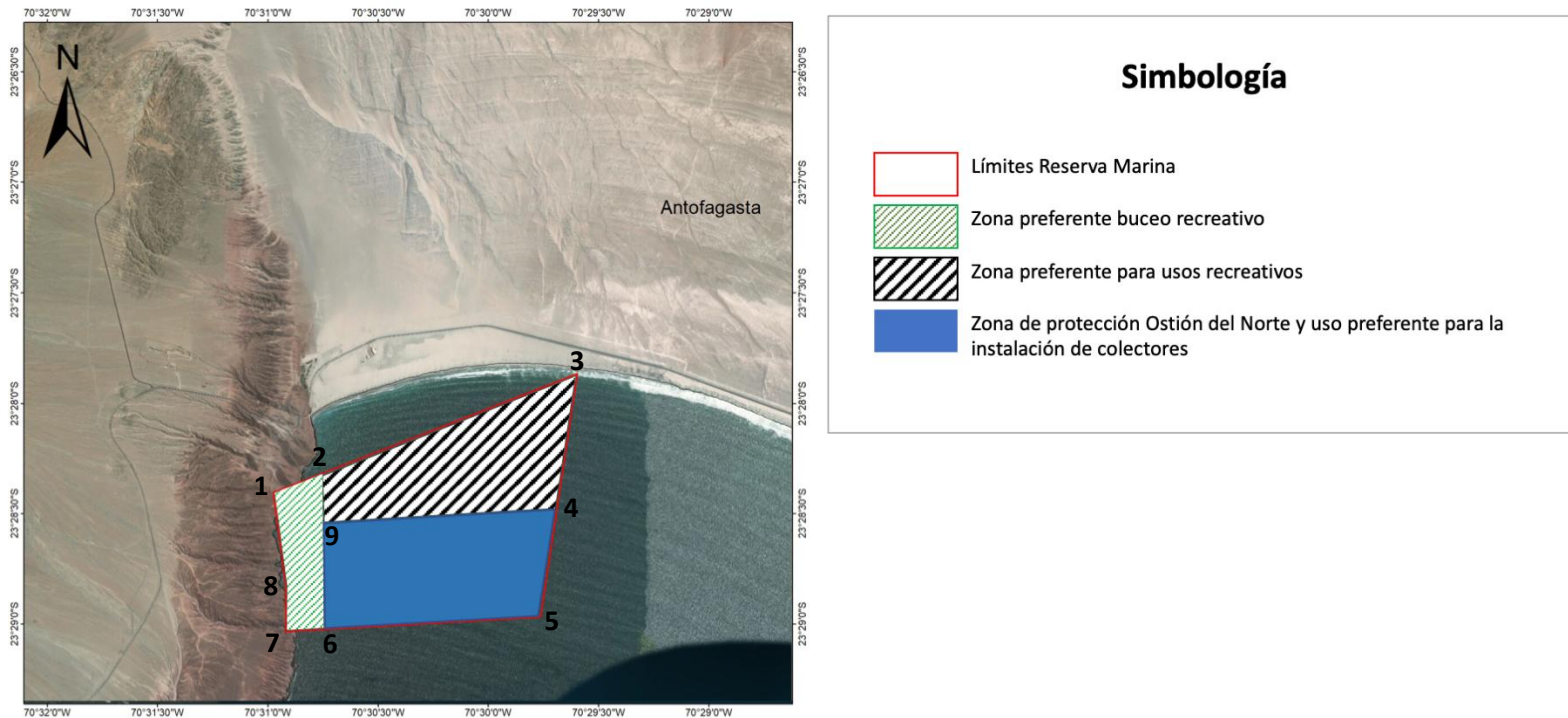 70°32'0"W 70°31'30"W 70°31'0"W 70°30'30"W 70°30'0"W 70°29'30"W 70°29'0"W
N
Antofagasta
23°26'30"S 23°26'30"S
23°27'0"S 23°27'0"S
23°27'30"S 23°27'30"S
23°28'0"S 23°28'0"S
23°28'30"S 23°28'30"S
23°29'0"S 23°29'0"S
3
2
1
4
9
8
5
7
6
70°32'0"W 70°31'30"W 70°31'0"W 70°30'30"W 70°30'0"W 70°29'30"W 70°29'0"W
Simbología
Límites Reserva Marina
Zona preferente buceo recreativo
Zona preferente para usos recreativos
Zona de protección Ostión del Norte y uso preferente para la
instalación de colectores